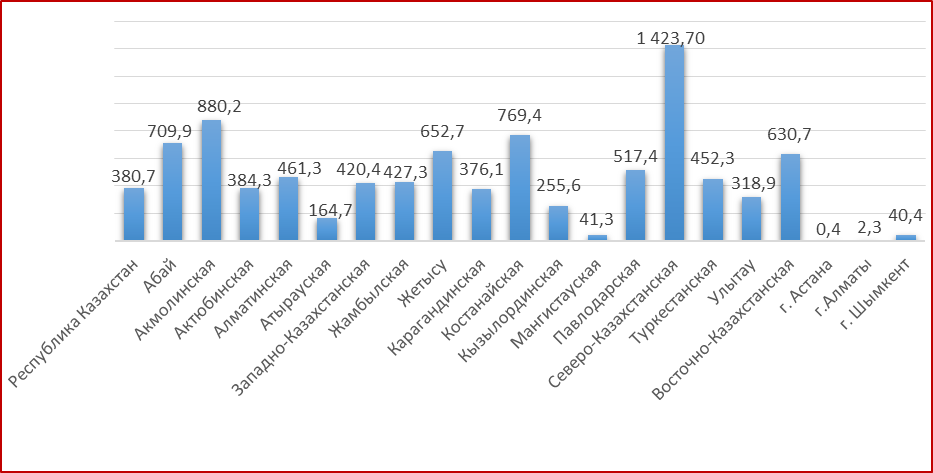 380,7
709,9
880,2
384,3
461,3
164,7
420,4
427,3
652,7
376,1
769,4
255,6
41,3
517,4
1 423,70
452,3
318,9
630,7
0,4
2,3
40,4
Республика Казахстан
Абай
Акмолинская
Актюбинская
Алматинская
Атырауская
Западно-Казахстанская
Жамбылская
Жетысу
Карагандинская
Костанайская
Кызылординская
Мангистауская
Павлодарская
Северо-Казахстанская
Туркестанская
Улытау
Восточно-Казахстанская
г. Астана
г.Алматы
г. Шымкент